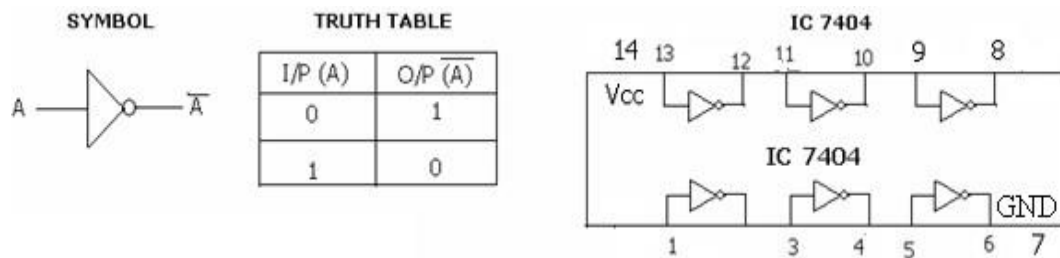 SYMBOL
TRUTH TABLE
IC 7404
A
A̅
I/P (A)
O/P (A̅)
0
1
1
0
14
13
12
11
10
9
8
Vcc
IC 7404
GND
1
3
4
5
6
7